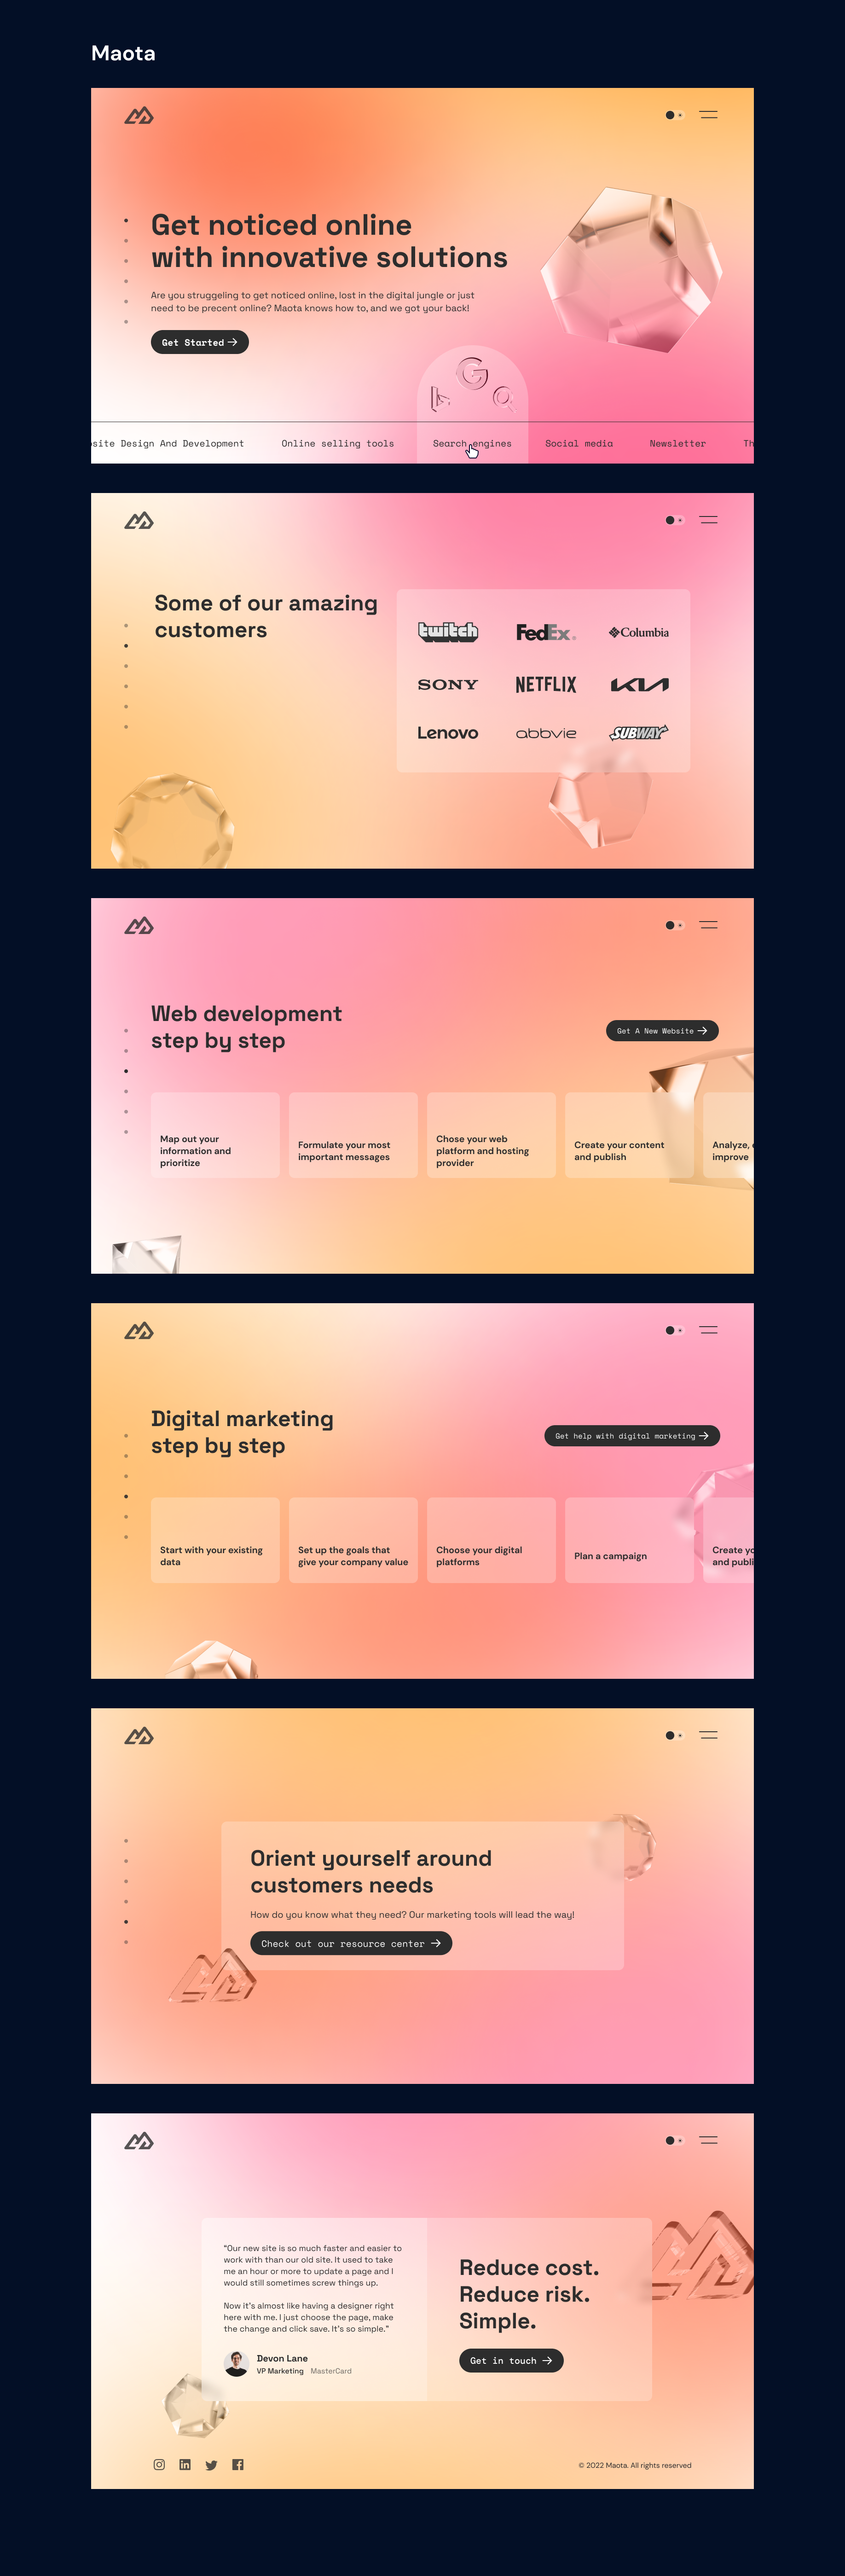 Maota
Get noticed online
with innovative solutions
Are you struggeling to get noticed online, lost in the digital jungle or just
need to be precent online? Maota knows how to, and we got your back!
Get Started
site Design And Development
Online selling tools
Search engines
Social media
Newsletter
Th
Some of our amazing
customers
twitch
FedEx
Columbia
SONY
NETFLIX
KIA
Lenovo
abbvie
SUBWAY
Web development
step by step
Get A New Website
Map out your
information and
prioritize
Formulate your most
important messages
Chose your web
platform and hosting
provider
Create your content
and publish
Analyze,
improve
Digital marketing
step by step
Get help with digital marketing
Start with your existing
data
Set up the goals that
give your company value
Choose your digital
platforms
Plan a campaign
Create yo
and publi
Orient yourself around
customers needs
How do you know what they need? Our marketing tools will lead the way!
Check out our resource center
“Our new site is so much faster and easier to
work with than our old site. It used to take
me an hour or more to update a page and I
would still sometimes screw things up.
Now it’s almost like having a designer right
here with me. I just choose the page, make
the change and click save. It’s so simple.”
Devon Lane
VP Marketing MasterCard
Reduce cost.
Reduce risk.
Simple.
Get in touch
© 2022 Maota. All rights reserved